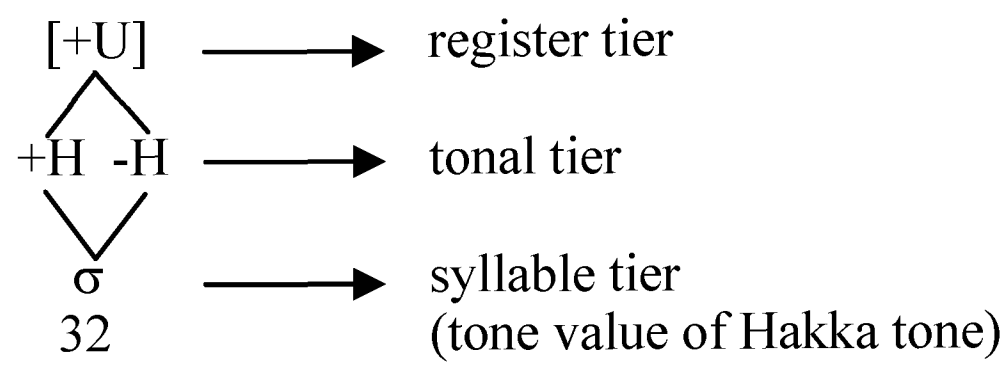 [+U] register tier
+H -H tonal tier
σ syllable tier
32 (tone value of Hakka tone)